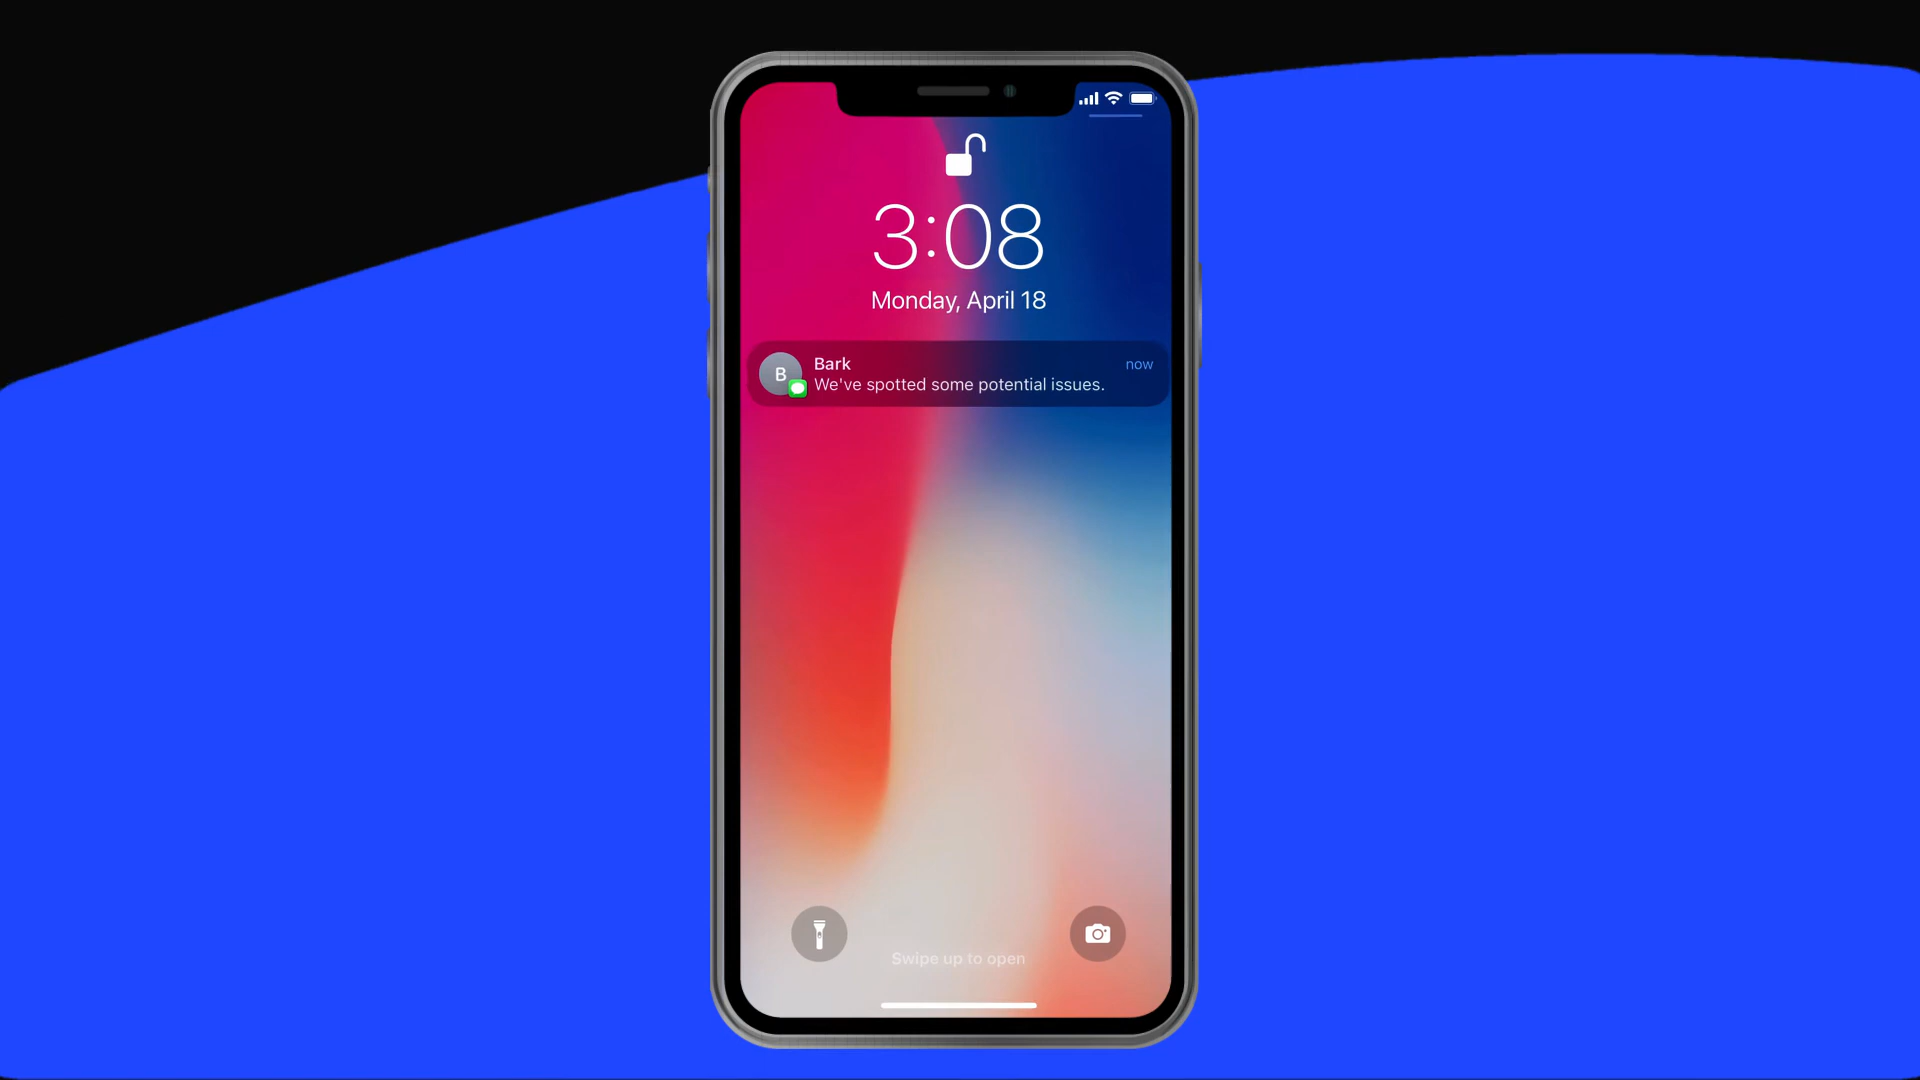 3:08
Monday, April 18
B
Bark
now
We've spotted some potential issues.
Swipe up to open